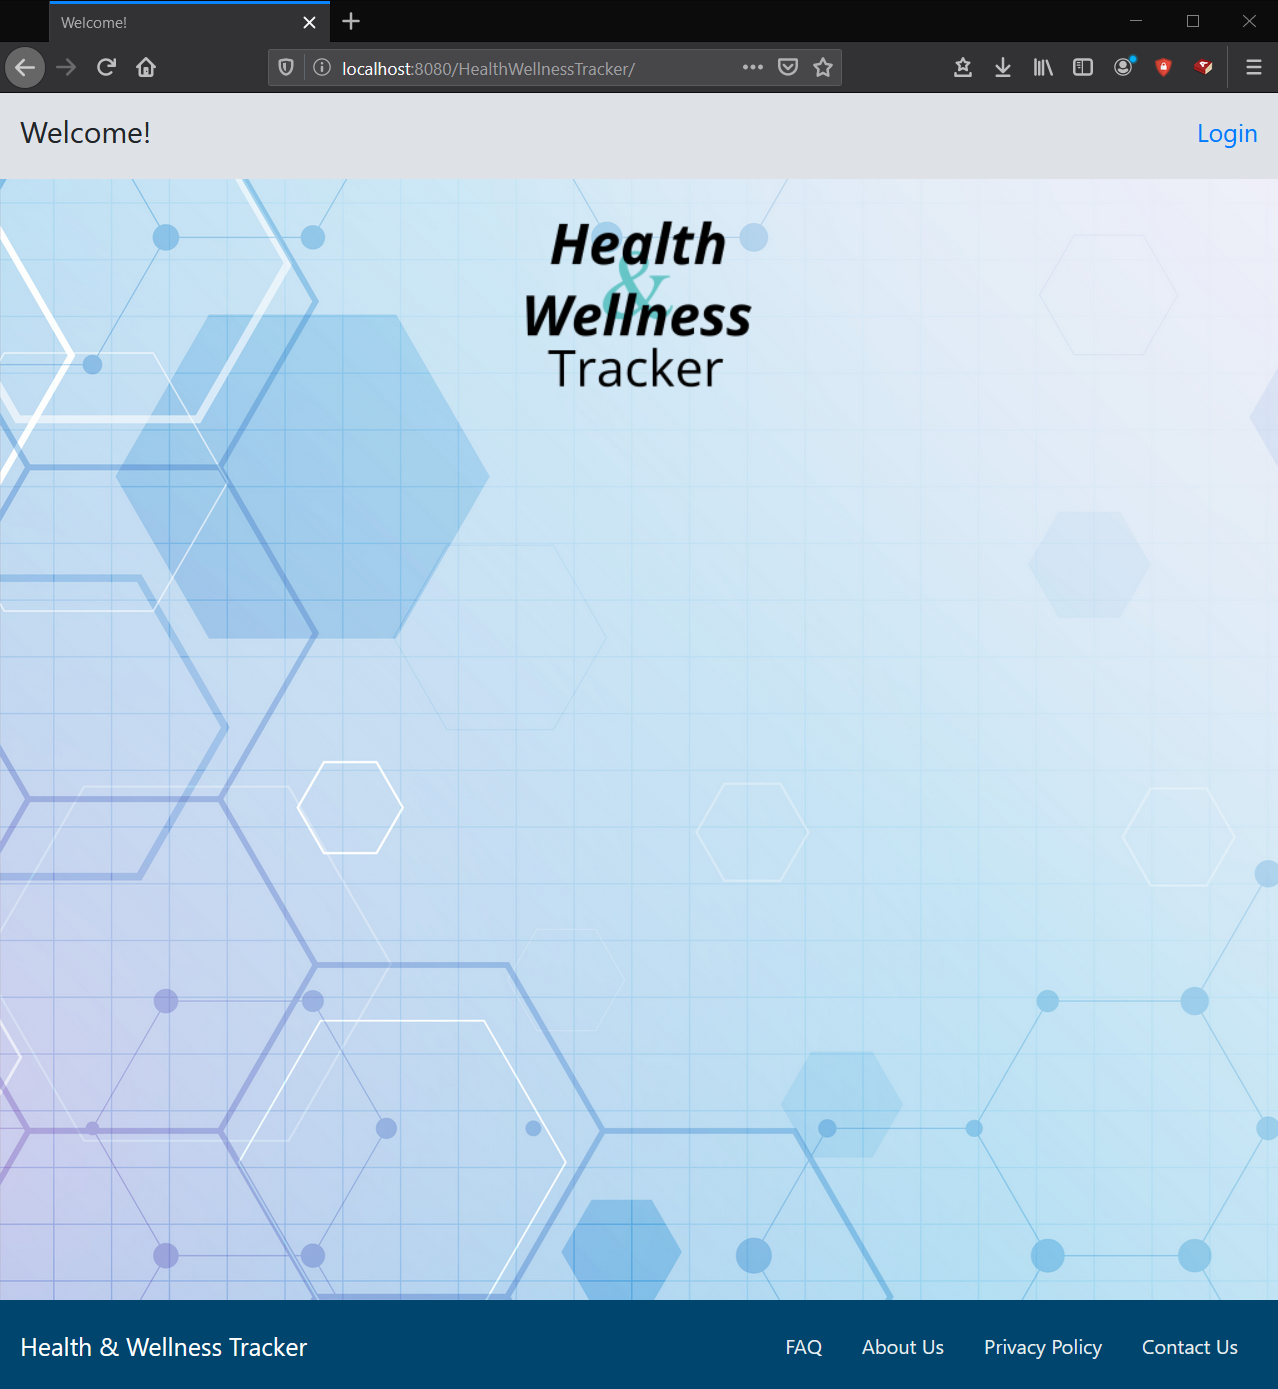 Welcome!
localhost:8080/HealthWellnessTracker/
Welcome!
Login
Health
&
Wellness
Tracker
Health & Wellness Tracker
FAQ
About Us
Privacy Policy
Contact Us